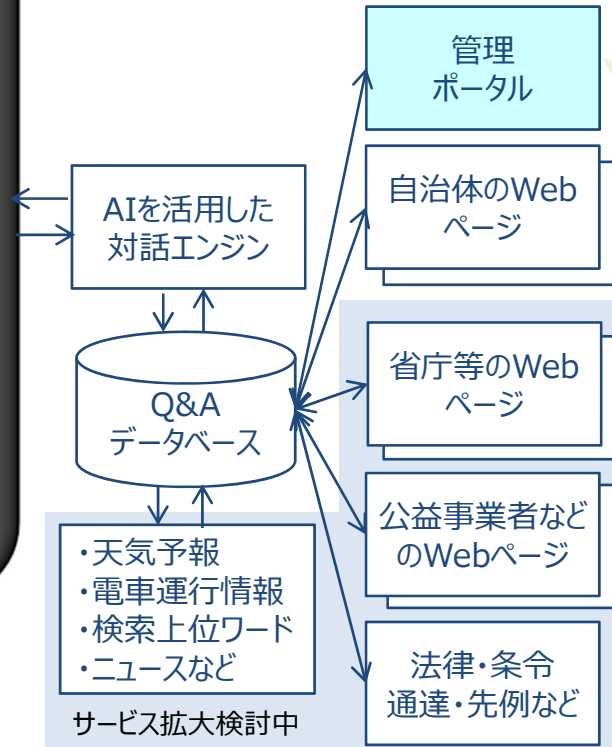 管理
ポータル
自治体のWeb
ページ
AIを活用した
対話エンジン
省庁等のWeb
ページ
Q&A
データベース
公益事業者など
のWebページ
・天気予報
・電車運行情報
・検索上位ワード
・ニュースなど
法律・条令
通達・先例など
サービス拡大検討中